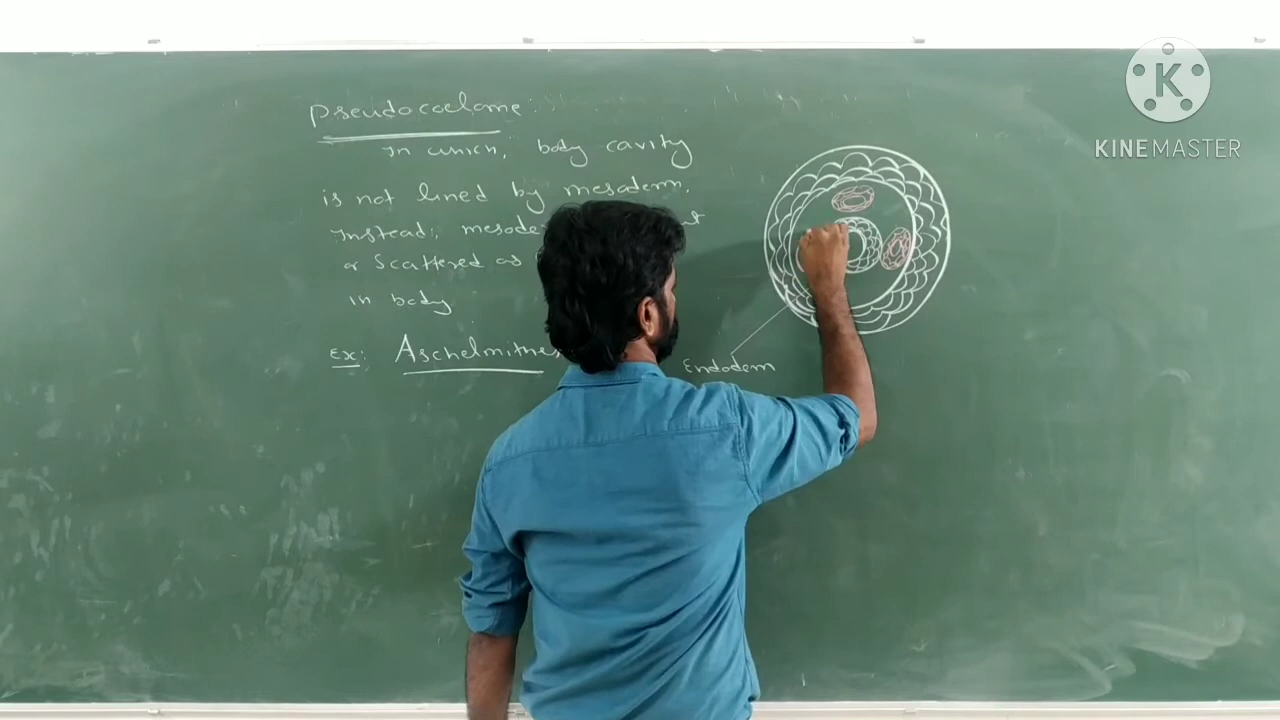 Pseudocoelome:
In which, body cavity
is not lined by mesoderm.
Instead; mesode
or Scattered as
in body
Ex: Aschelminthes
Endoderm
KINEMASTER